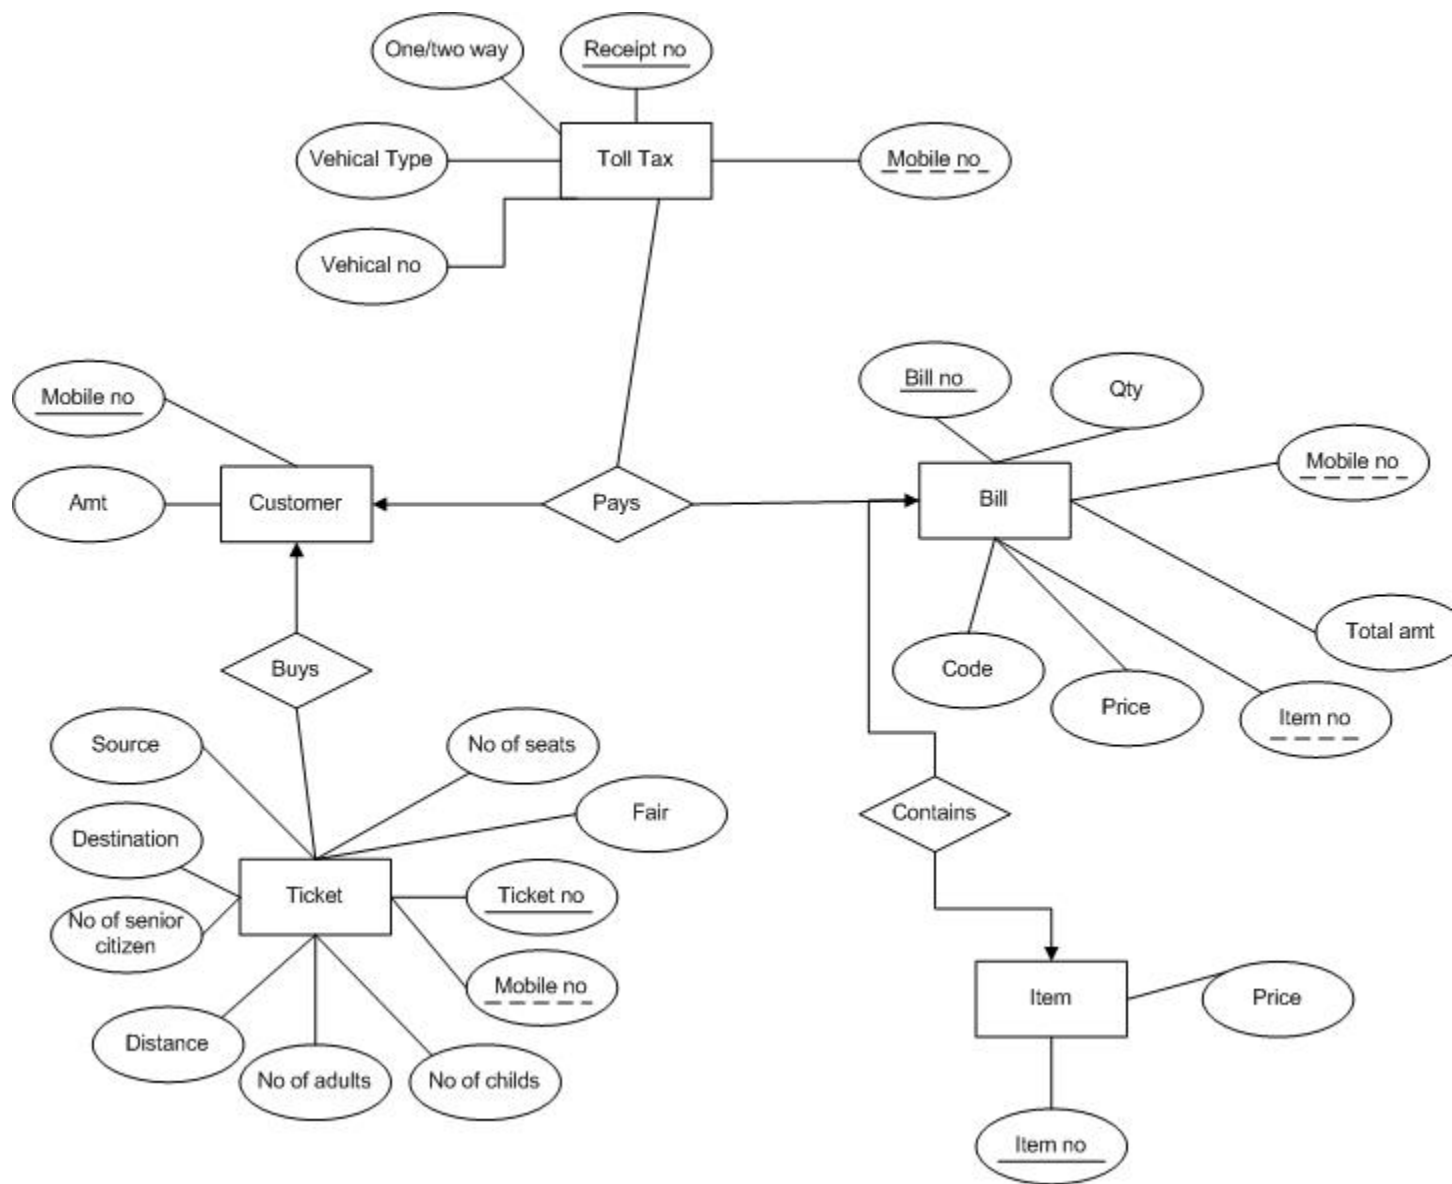 One/two way
Receipt no
Vehical Type
Toll Tax
Mobile no
Vehical no
Mobile no
Bill no
Qty
Mobile no
Amt
Customer
Pays
Bill
Buys
Code
Price
Total amt
Item no
Source
No of seats
Fair
Contains
Destination
No of senior
citizen
Ticket
Ticket no
Mobile no
Distance
No of adults
No of childs
Item
Price
Item no